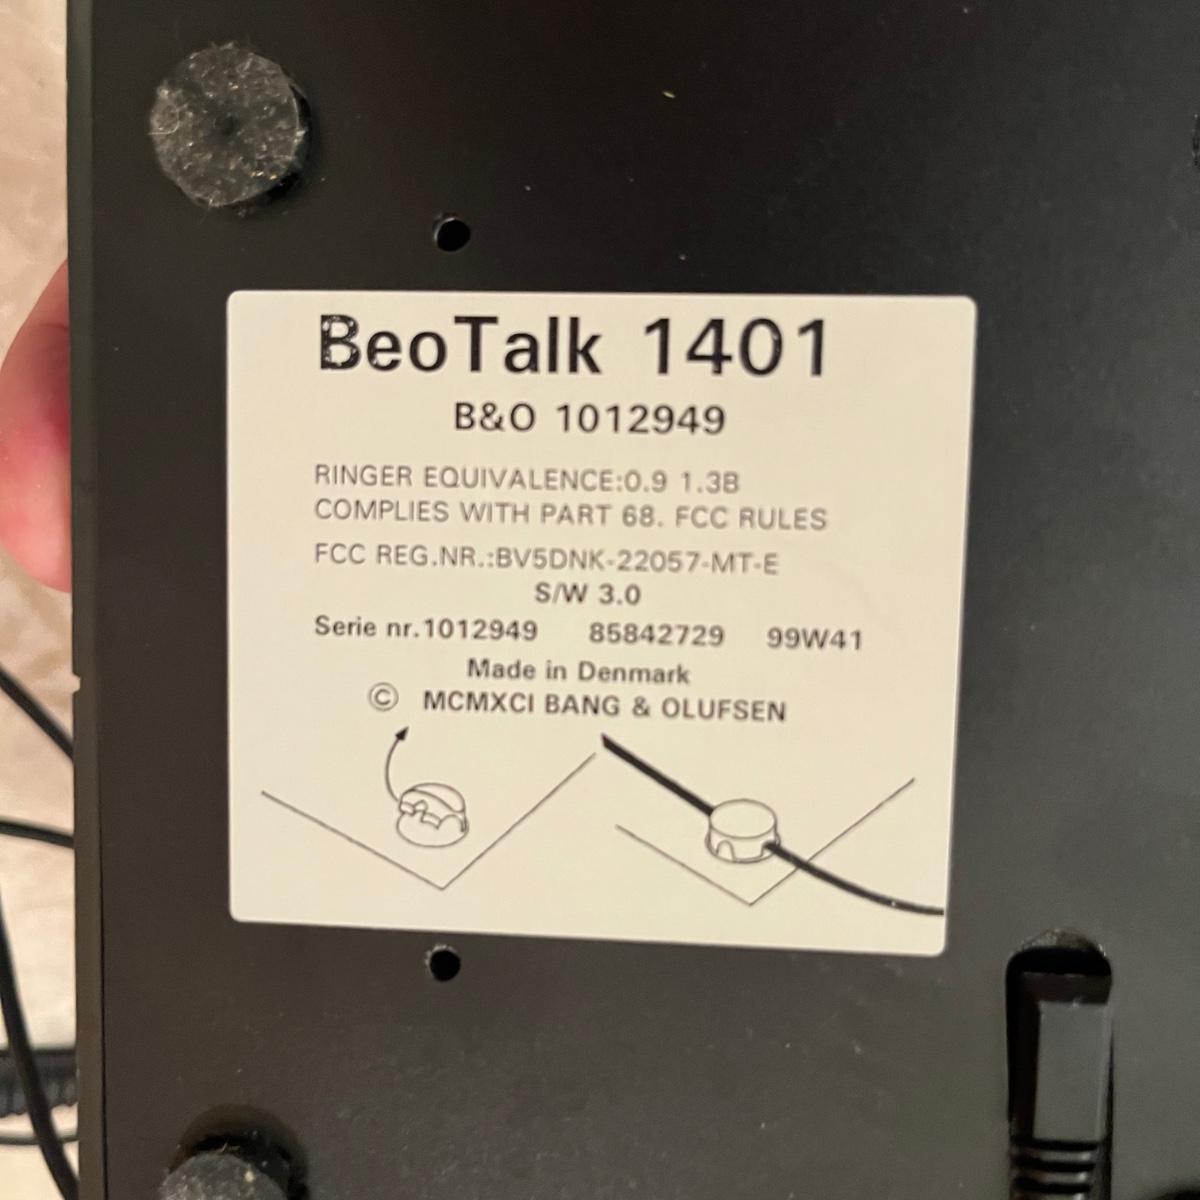 BeoTalk 1401
B&O 1012949
RINGER EQUIVALENCE:0.9 1.3B
COMPLIES WITH PART 68. FCC RULES
FCC REG.NR.:BV5DNK-22057-MT-E
S/W 3.0
Serie nr.1012949 85842729 99W41
Made in Denmark
© MCMXCI BANG & OLUFSEN